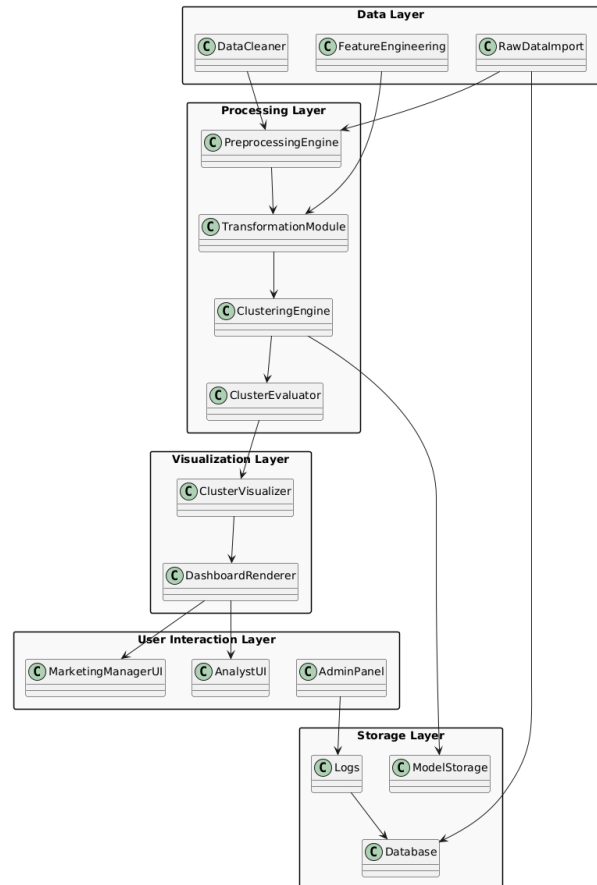 Data Layer
C DataCleaner
C FeatureEngineering
C RawDataImport
Processing Layer
C PreprocessingEngine
C TransformationModule
C ClusteringEngine
C ClusterEvaluator
Visualization Layer
C ClusterVisualizer
C DashboardRenderer
User Interaction Layer
C MarketingManagerUI
C AnalystUI
C AdminPanel
Storage Layer
C Logs
C ModelStorage
C Database